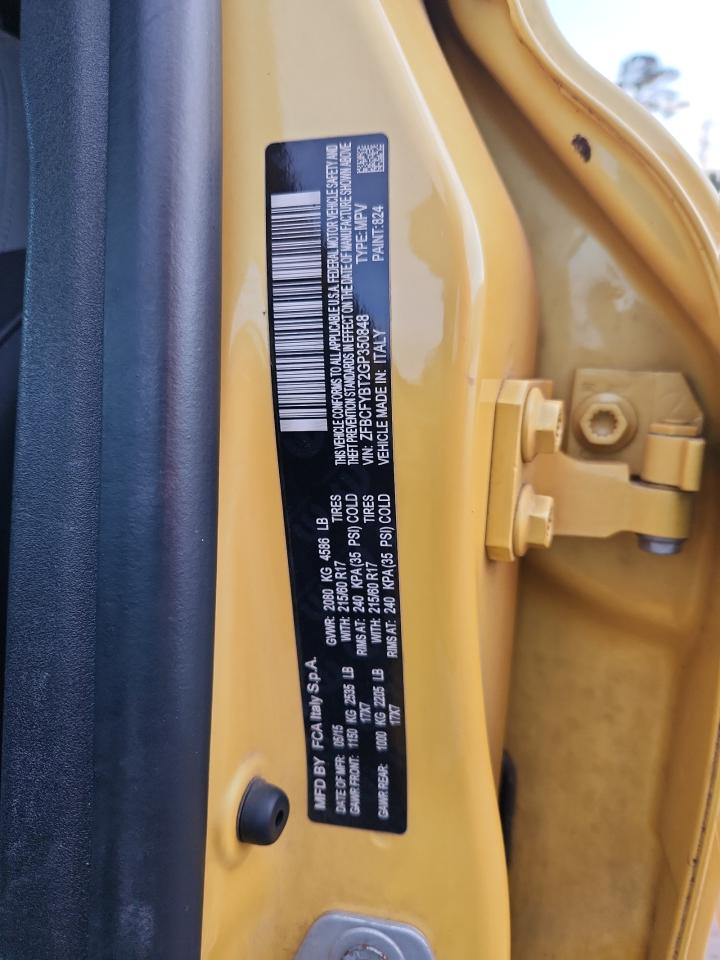 MFD BY FCA Italy S.p.A.
DATE OF MFR: 05/15 GVWR: 2080 KG 4586 LB
GAWR FRONT: 1150 KG 2535 LB WITH: 215/60 R17 TIRES
17X7 RIMS AT: 240 KPA(35 PSI) COLD
GAWR REAR: 1000 KG 2205 LB WITH: 215/60 R17 TIRES
17X7 RIMS AT: 240 KPA(35 PSI) COLD
THIS VEHICLE CONFORMS TO ALL APPLICABLE U.S.A. FEDERAL MOTOR VEHICLE SAFETY AND
THEFT PREVENTION STANDARDS IN EFFECT ON THE DATE OF MANUFACTURE SHOWN ABOVE
VIN: ZFBCFYBT2GP350848 TYPE: MPV
VEHICLE MADE IN: ITALY PAINT:824